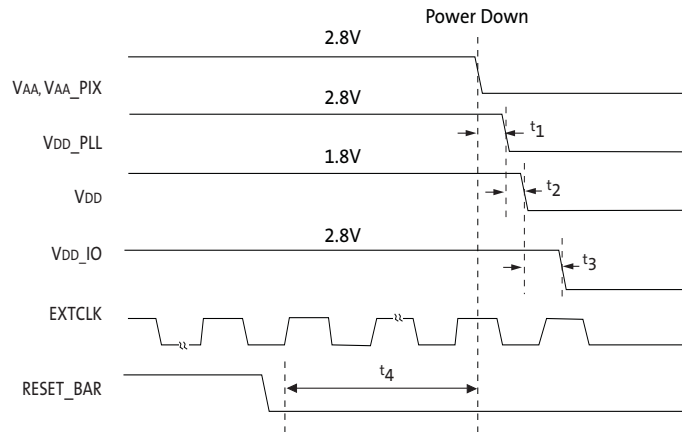 Power Down
2.8V
VAA, VAA_PIX
2.8V
t1
VDD_PLL
1.8V
t2
VDD
2.8V
VDD_IO
t3
EXTCLK
t4
RESET_BAR